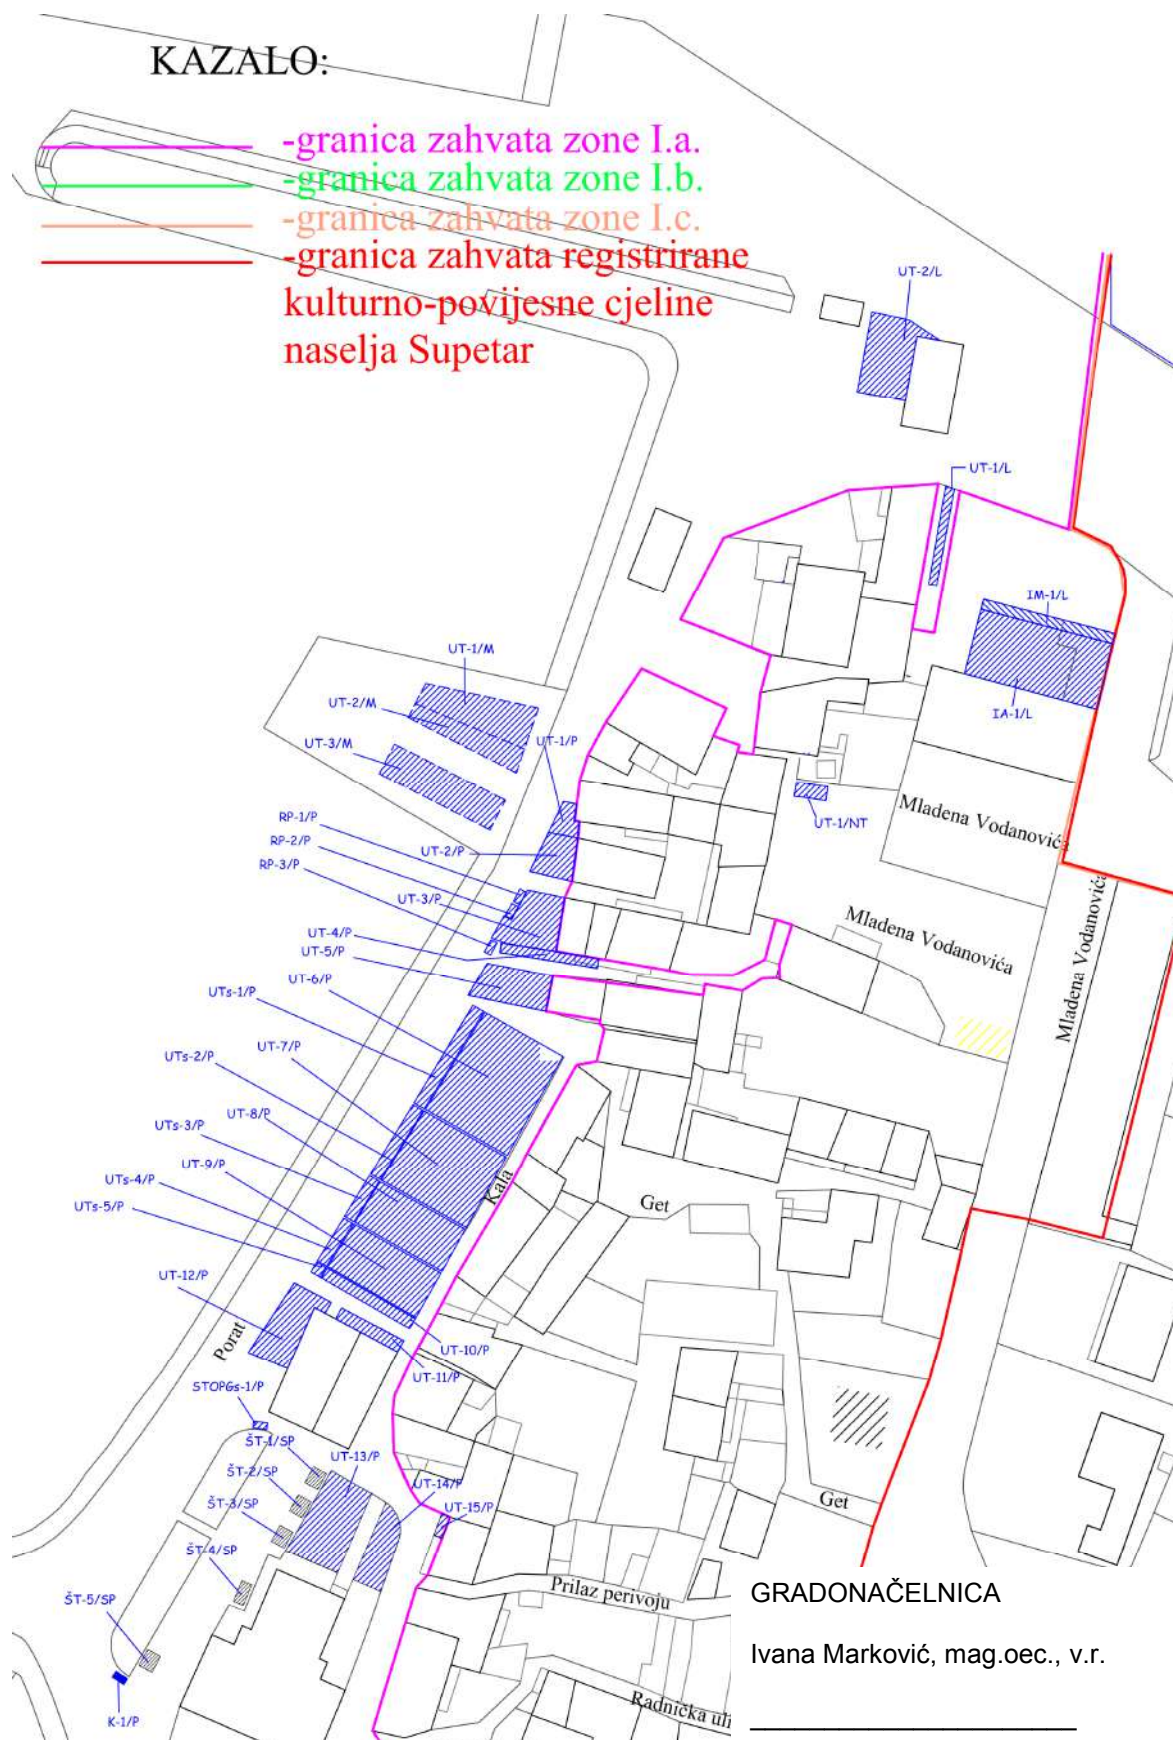 KAZALO:
-granica zahvata zone I.a.
-granica zahvata zone I.b.
-granica zahvata zone I.c.
-granica zahvata registrirane
kulturno-povijesne cjeline
naselja Supetar
UT-2/L
UT-1/L
IM-1/L
IA-1/L
UT-1/M
UT-2/M
UT-3/M
UT-1/P
UT-1/NT
Mladena Vodanovića
RP-1/P
RP-2/P
RP-3/P
UT-2/P
UT-3/P
UT-4/P
UT-5/P
UT-6/P
Mladena Vodanovića
Mladena Vodanovića
UTs-1/P
UT-7/P
UTs-2/P
UT-8/P
UTs-3/P
UT-9/P
UTs-4/P
UTs-5/P
Kala
Get
UT-12/P
Porat
UT-10/P
UT-11/P
STOPGs-1/P
ŠT-1/SP
UT-13/P
ŠT-2/SP
UT-14/P
ŠT-3/SP
UT-15/P
Get
ŠT-4/SP
ŠT-5/SP
Prilaz perivoju
K-1/P
Radnička uli
GRADONAČELNICA
Ivana Marković, mag.oec., v.r.